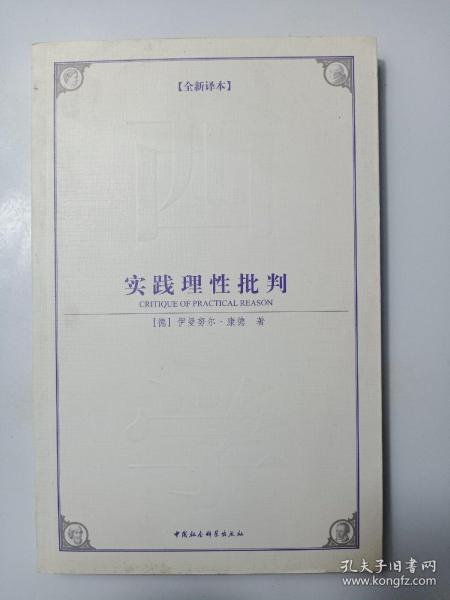 【全新译本】
西
实践理性批判
CRITIQUE OF PRACTICAL REASON
［德］伊曼努尔·康德 著
学
中国社会科学出版社
孔夫子旧书网
www.kongfz.com